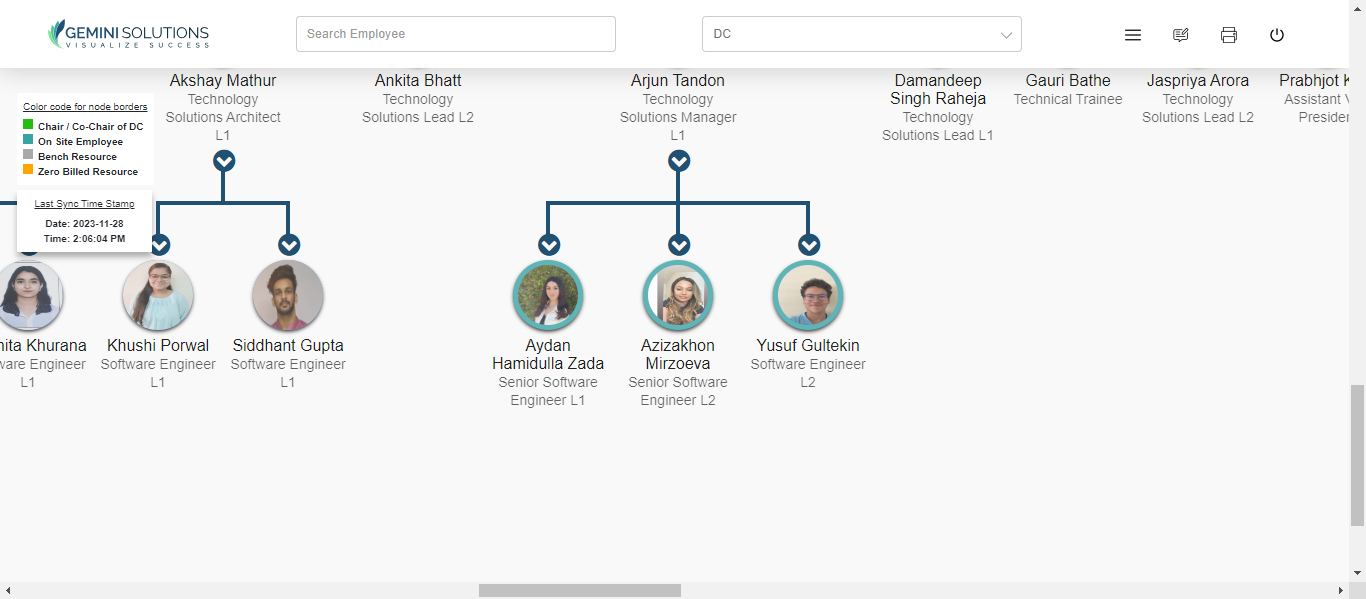 GEMINI SOLUTIONS
VISUALIZE SUCCESS
Search Employee
DC
Color code for node borders
Chair / Co-Chair of DC
On Site Employee
Bench Resource
Zero Billed Resource
Last Sync Time Stamp
Date: 2023-11-28
Time: 2:06:04 PM
Akshay Mathur
Technology
Solutions Architect
L1
Ankita Bhatt
Technology
Solutions Lead L2
Arjun Tandon
Technology
Solutions Manager
L1
Damandeep
Singh Raheja
Technology
Solutions Lead L1
Gauri Bathe
Technical Trainee
Jaspriya Arora
Technology
Solutions Lead L2
Prabhjot K
Assistant V
Presider
nita Khurana
ware Engineer
L1
Khushi Porwal
Software Engineer
L1
Siddhant Gupta
Software Engineer
L1
Aydan
Hamidulla Zada
Senior Software
Engineer L1
Azizakhon
Mirzoeva
Senior Software
Engineer L2
Yusuf Gultekin
Software Engineer
L2